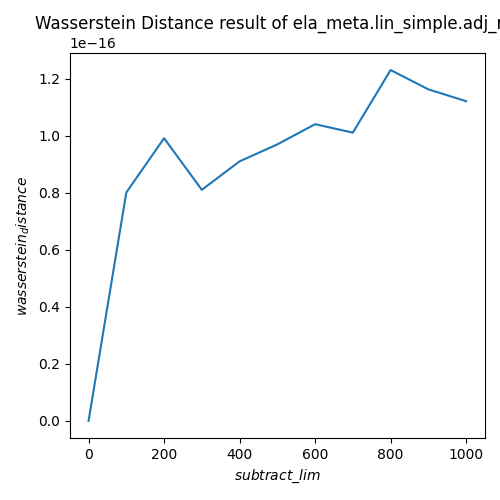 Wasserstein Distance result of ela_meta.lin_simple.adj_r
1e−16
1.2
1.0
0.8
0.6
0.4
0.2
0.0
wasserstein_distance
0 200 400 600 800 1000
subtract_lim